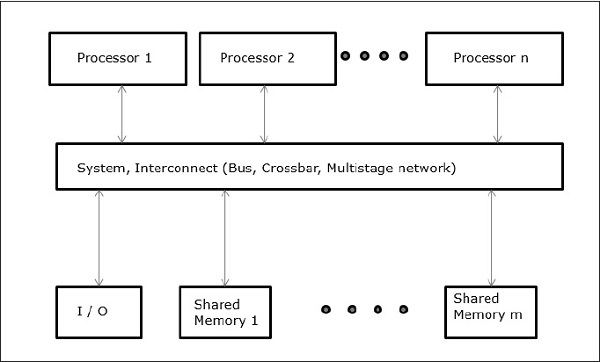 Processor 1
Processor 2
Processor n
System, Interconnect (Bus, Crossbar, Multistage network)
I / O
Shared
Memory 1
Shared
Memory m